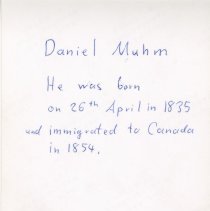 Daniel Muhm
He was born
on 26th April in 1835
and immigrated to Canada
in 1854.